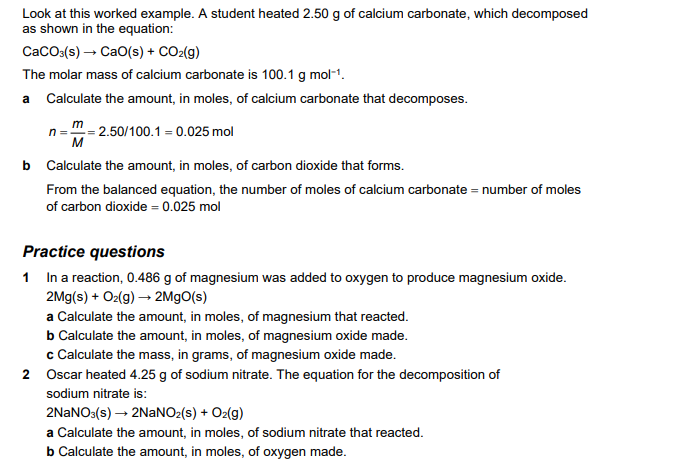 Look at this worked example. A student heated 2.50 g of calcium carbonate, which decomposed
as shown in the equation:
CaCO₃(s) → CaO(s) + CO₂(g)
The molar mass of calcium carbonate is 100.1 g mol⁻¹.
a Calculate the amount, in moles, of calcium carbonate that decomposes.
n = m/M = 2.50/100.1 = 0.025 mol
b Calculate the amount, in moles, of carbon dioxide that forms.
From the balanced equation, the number of moles of calcium carbonate = number of moles
of carbon dioxide = 0.025 mol
Practice questions
1 In a reaction, 0.486 g of magnesium was added to oxygen to produce magnesium oxide.
2Mg(s) + O₂(g) → 2MgO(s)
a Calculate the amount, in moles, of magnesium that reacted.
b Calculate the amount, in moles, of magnesium oxide made.
c Calculate the mass, in grams, of magnesium oxide made.
2 Oscar heated 4.25 g of sodium nitrate. The equation for the decomposition of
sodium nitrate is:
2NaNO₃(s) → 2NaNO₂(s) + O₂(g)
a Calculate the amount, in moles, of sodium nitrate that reacted.
b Calculate the amount, in moles, of oxygen made.